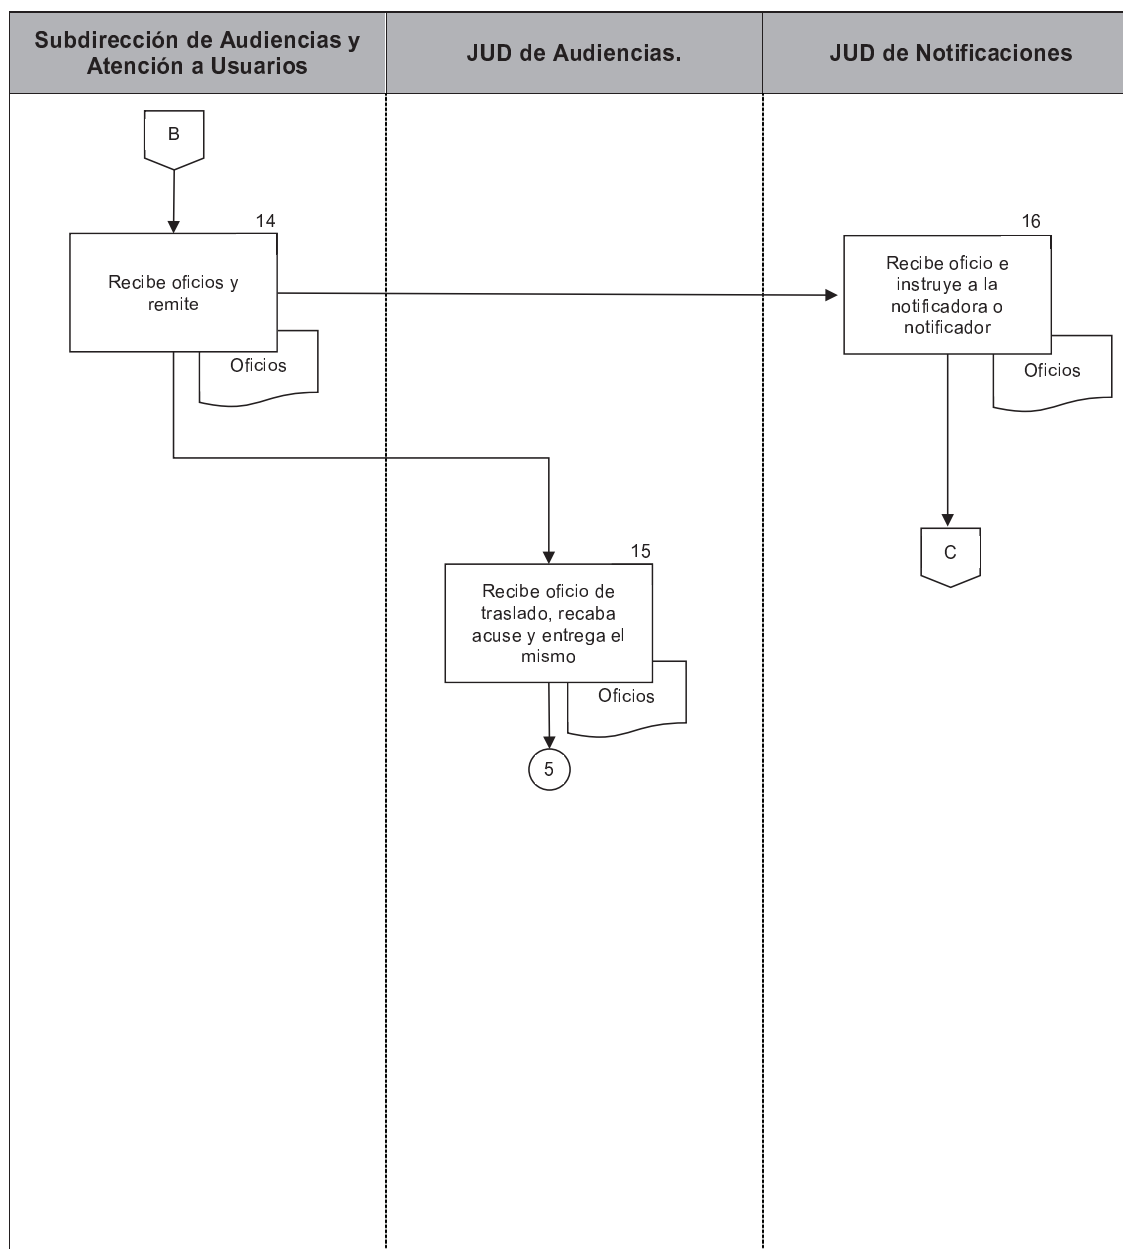 Subdirección de Audiencias y
Atención a Usuarios
JUD de Audiencias.
JUD de Notificaciones
B
14
Recibe oficios y
remite
Oficios
16
Recibe oficio e
instruye a la
notificadora o
notificador
Oficios
C
15
Recibe oficio de
traslado, recaba
acuse y entrega el
mismo
Oficios
5